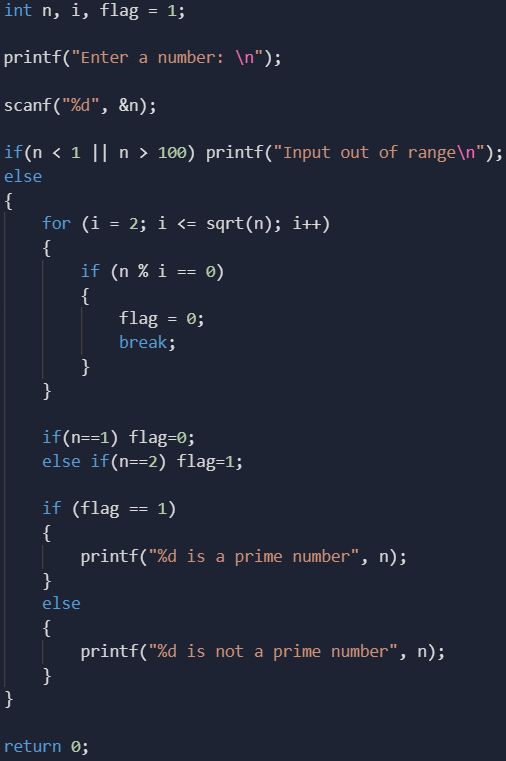 int n, i, flag = 1;
printf("Enter a number: \n");
scanf("%d", &n);
if(n < 1 || n > 100) printf("Input out of range\n");
else
{
    for (i = 2; i <= sqrt(n); i++)
    {
        if (n % i == 0)
        {
            flag = 0;
            break;
        }
    }
    if(n==1) flag=0;
    else if(n==2) flag=1;
    if (flag == 1)
    {
        printf("%d is a prime number", n);
    }
    else
    {
        printf("%d is not a prime number", n);
    }
}
return 0;